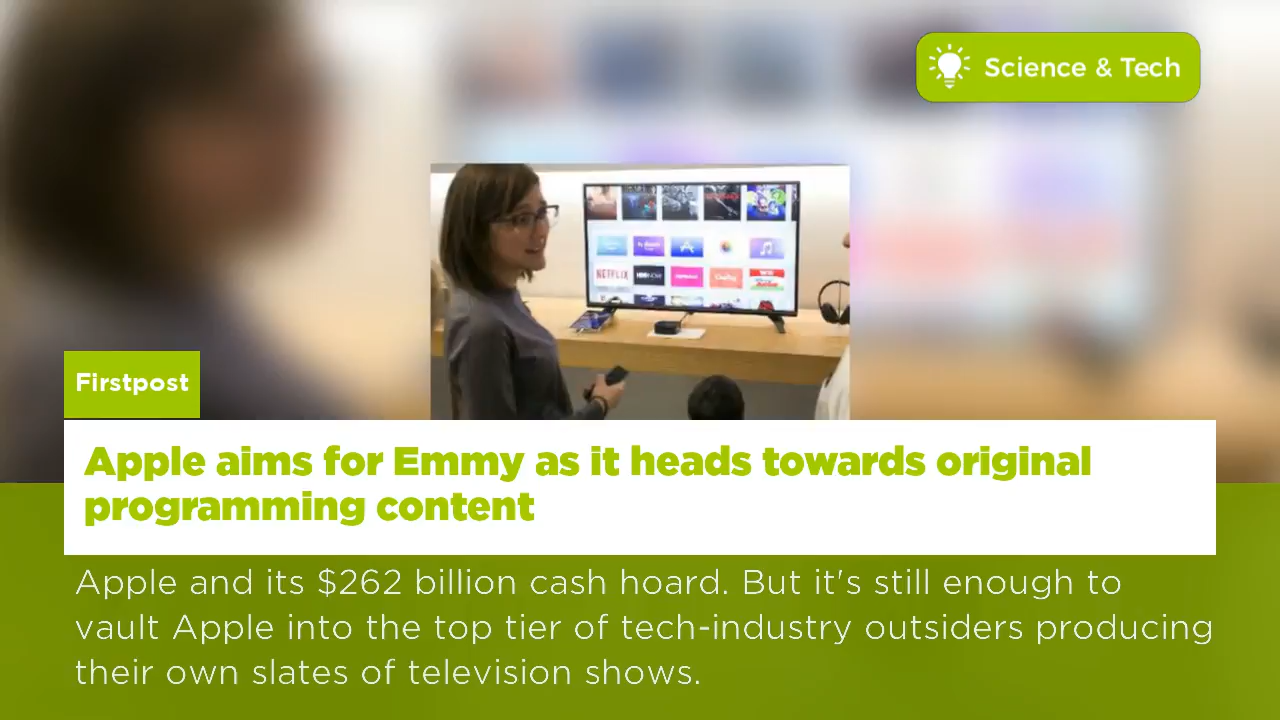 Science & Tech
NETFLIX
Firstpost
Apple aims for Emmy as it heads towards original
programming content
Apple and its $262 billion cash hoard. But it's still enough to
vault Apple into the top tier of tech-industry outsiders producing
their own slates of television shows.